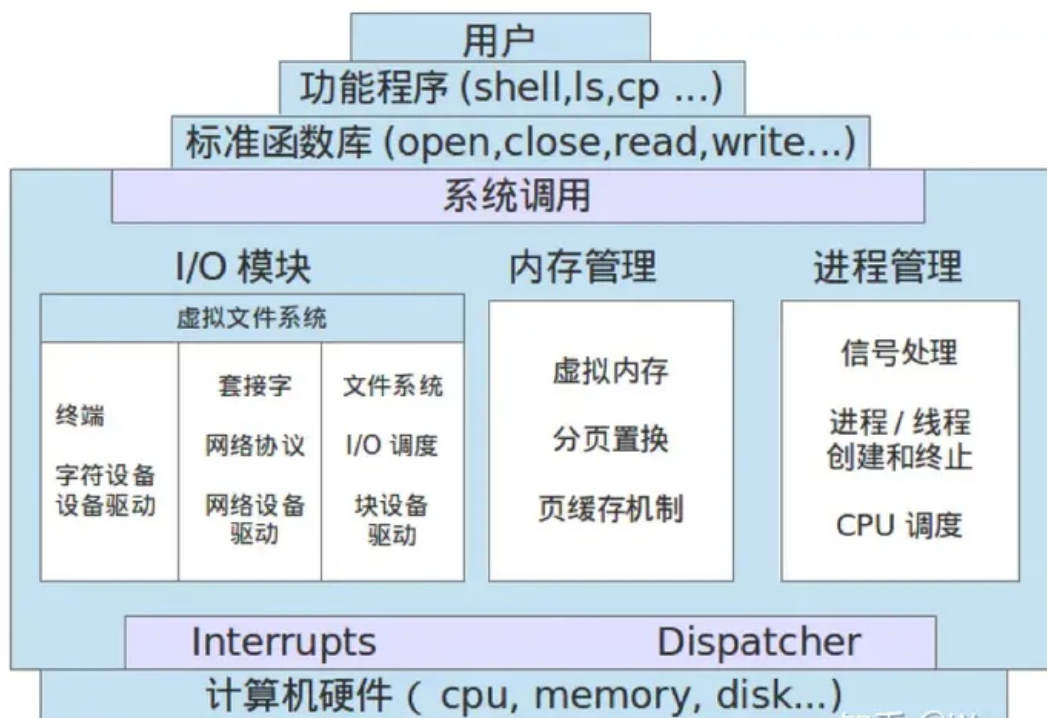 用户
功能程序 (shell,ls,cp ...)
标准函数库 (open,close,read,write...)
系统调用
I/O 模块
虚拟文件系统
终端
字符设备
设备驱动
套接字
网络协议
网络设备
驱动
文件系统
I/O 调度
块设备
驱动
内存管理
虚拟内存
分页置换
页缓存机制
进程管理
信号处理
进程 / 线程
创建和终止
CPU 调度
Interrupts
Dispatcher
计算机硬件 ( cpu, memory, disk...)